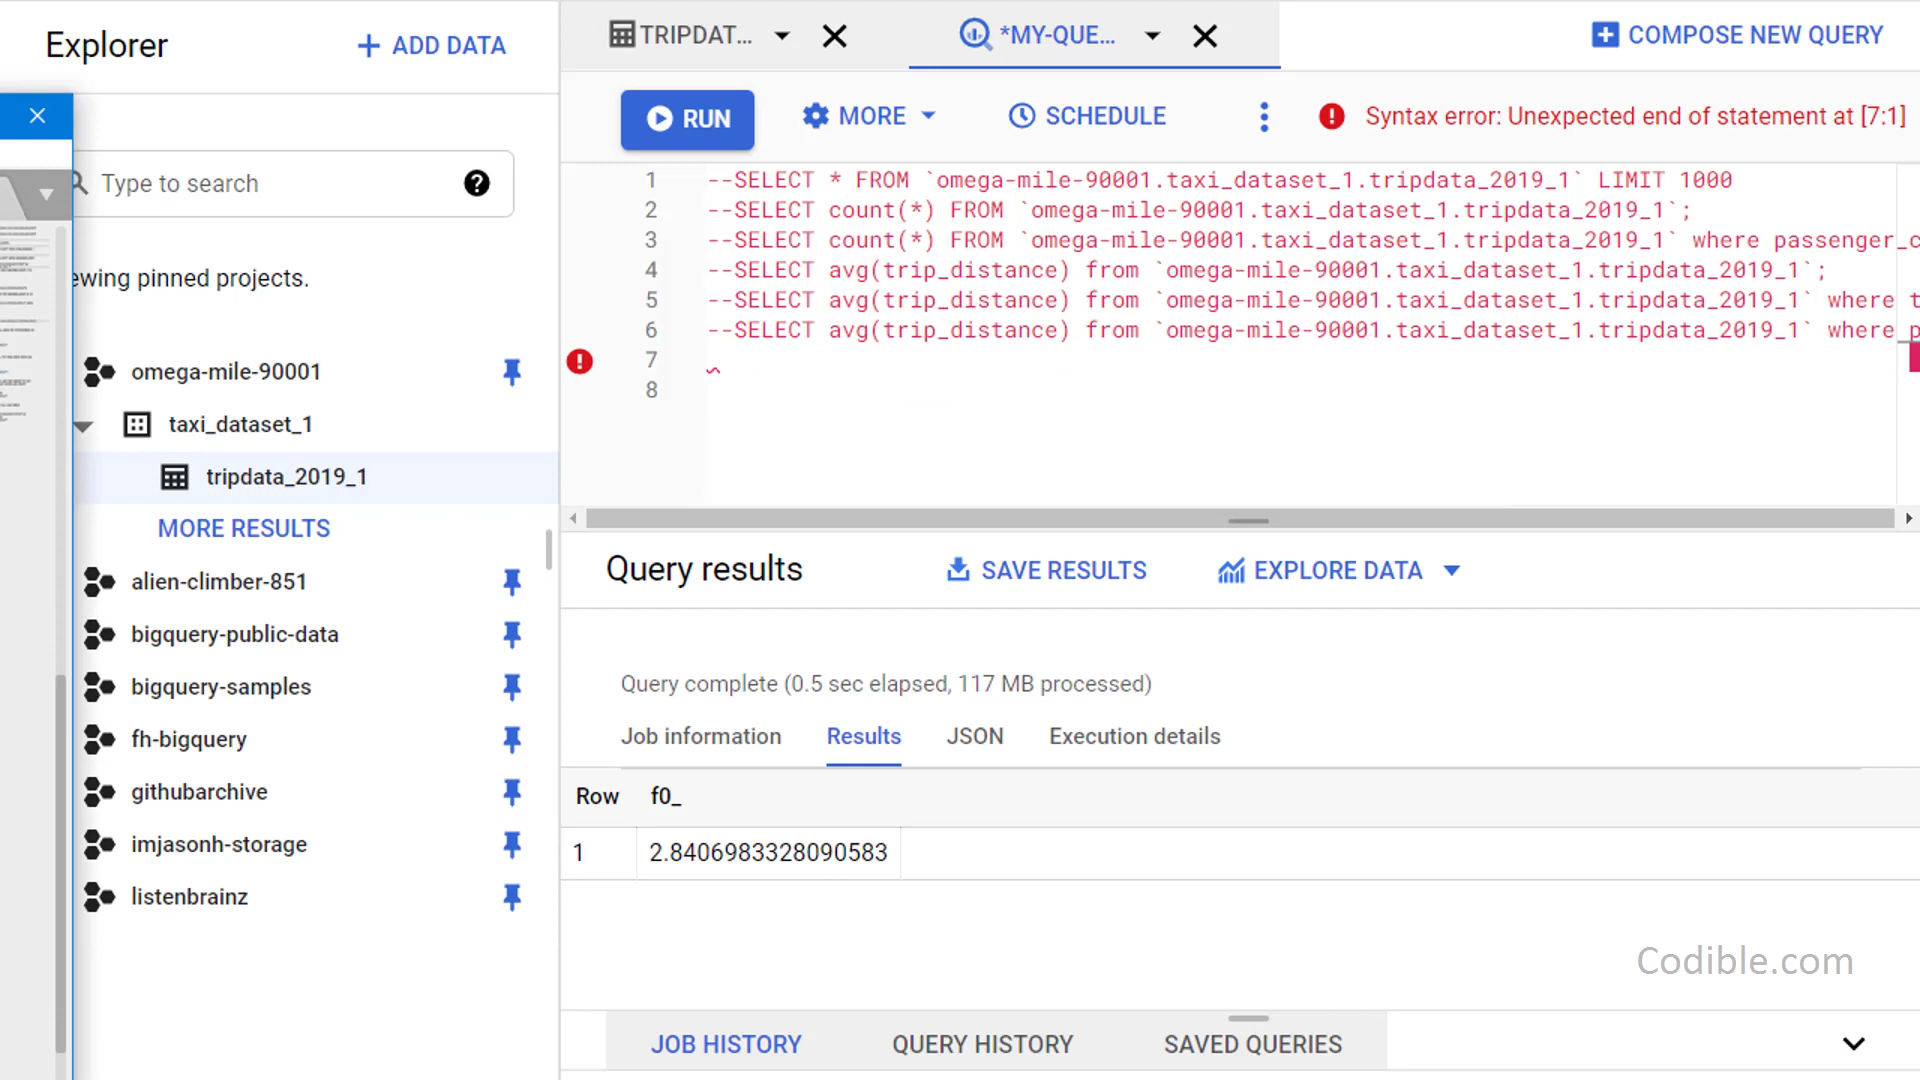 Explorer
ADD DATA
TRIPDAT...
*MY-QUE...
COMPOSE NEW QUERY
RUN
MORE
SCHEDULE
Syntax error: Unexpected end of statement at [7:1]
Type to search
ewing pinned projects.
omega-mile-90001
taxi_dataset_1
tripdata_2019_1
MORE RESULTS
alien-climber-851
bigquery-public-data
bigquery-samples
fh-bigquery
githubarchive
imjasonh-storage
listenbrainz
1 --SELECT * FROM `omega-mile-90001.taxi_dataset_1.tripdata_2019_1` LIMIT 1000
2 --SELECT count(*) FROM `omega-mile-90001.taxi_dataset_1.tripdata_2019_1`;
3 --SELECT count(*) FROM `omega-mile-90001.taxi_dataset_1.tripdata_2019_1` where passenger_c
4 --SELECT avg(trip_distance) from `omega-mile-90001.taxi_dataset_1.tripdata_2019_1`;
5 --SELECT avg(trip_distance) from `omega-mile-90001.taxi_dataset_1.tripdata_2019_1` where t
6 --SELECT avg(trip_distance) from `omega-mile-90001.taxi_dataset_1.tripdata_2019_1` where p
7
8
Query results
SAVE RESULTS
EXPLORE DATA
Query complete (0.5 sec elapsed, 117 MB processed)
Job information
Results
JSON
Execution details
Row f0_
1 2.8406983328090583
Codible.com
JOB HISTORY
QUERY HISTORY
SAVED QUERIES